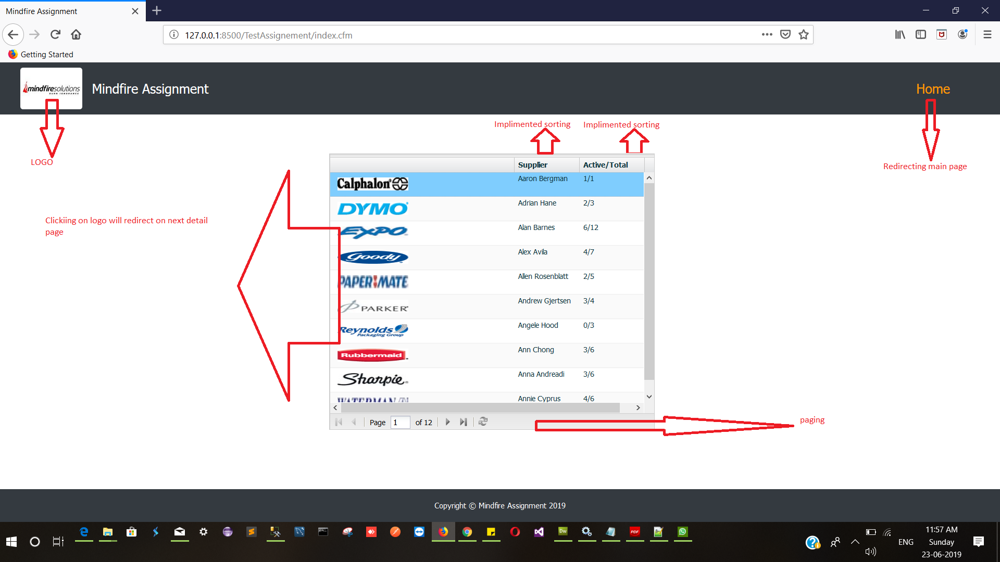 Mindfire Assignment
127.0.0.1:8500/TestAssignement/index.cfm
Getting Started
mindfiresolutions
BURN IGNORANCE
Mindfire Assignment
Home
Implimented sorting
Implimented sorting
LOGO
Redirecting main page
Supplier Active/Total
Calphalon® Aaron Bergman 1/1
DYMO Adrian Hane 2/3
EXPO Alan Barnes 6/12
Goody Alex Avila 4/7
PAPER MATE Allen Rosenblatt 2/5
PARKER Andrew Gjertsen 3/4
Reynolds Packaging Group Angele Hood 0/3
Rubbermaid Ann Chong 3/6
Sharpie Anna Andreadi 3/6
WATERMAN Annie Cyprus 4/6
Clickiing on logo will redirect on next detail
page
Page 1 of 12
paging
Copyright © Mindfire Assignment 2019
Dw
PDF
ENG
11:57 AM
Sunday
23-06-2019